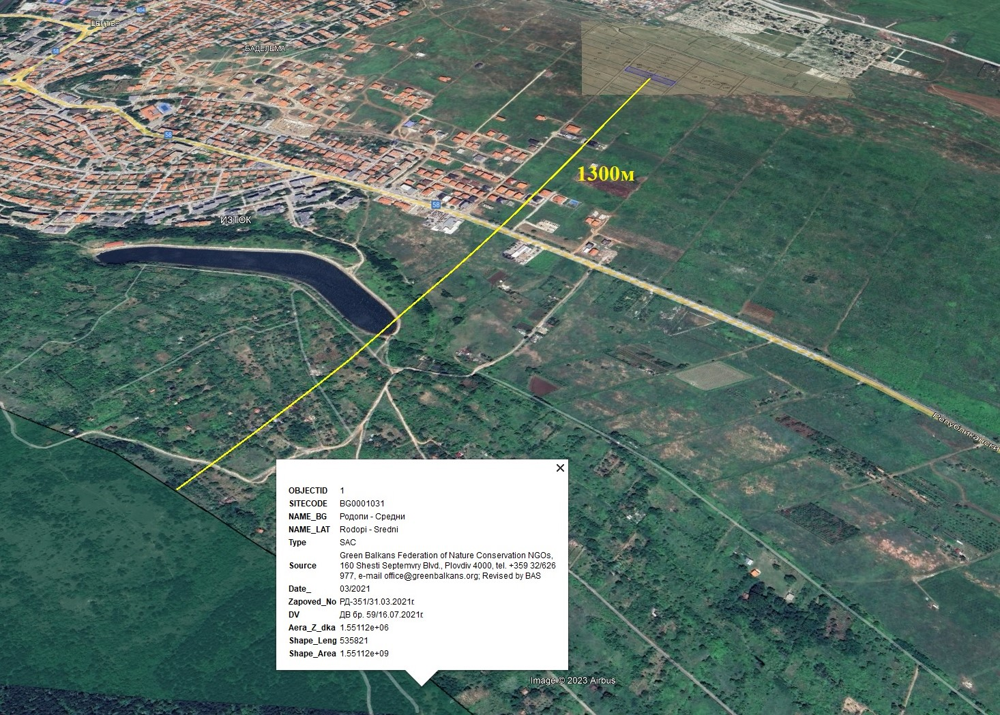 804
ЦЕНТЪР
58
БАДЕЛЕМА
58
1300м
58
ИЗТОК
Републикански
OBJECTID 1
SITECODE BG0001031
NAME_BG Родопи - Средни
NAME_LAT Rodopi - Sredni
Type SAC
Source Green Balkans Federation of Nature Conservation NGOs,
160 Shesti Septemvry Blvd., Plovdiv 4000, tel. +359 32/626
977, e-mail office@greenbalkans.org; Revised by BAS
Date_ 03/2021
Zapoved_No РД-351/31.03.2021г.
DV ДВ бр. 59/16.07.2021г.
Aera_Z_dka 1.55112e+06
Shape_Leng 535821
Shape_Area 1.55112e+09
Image © 2023 Airbus